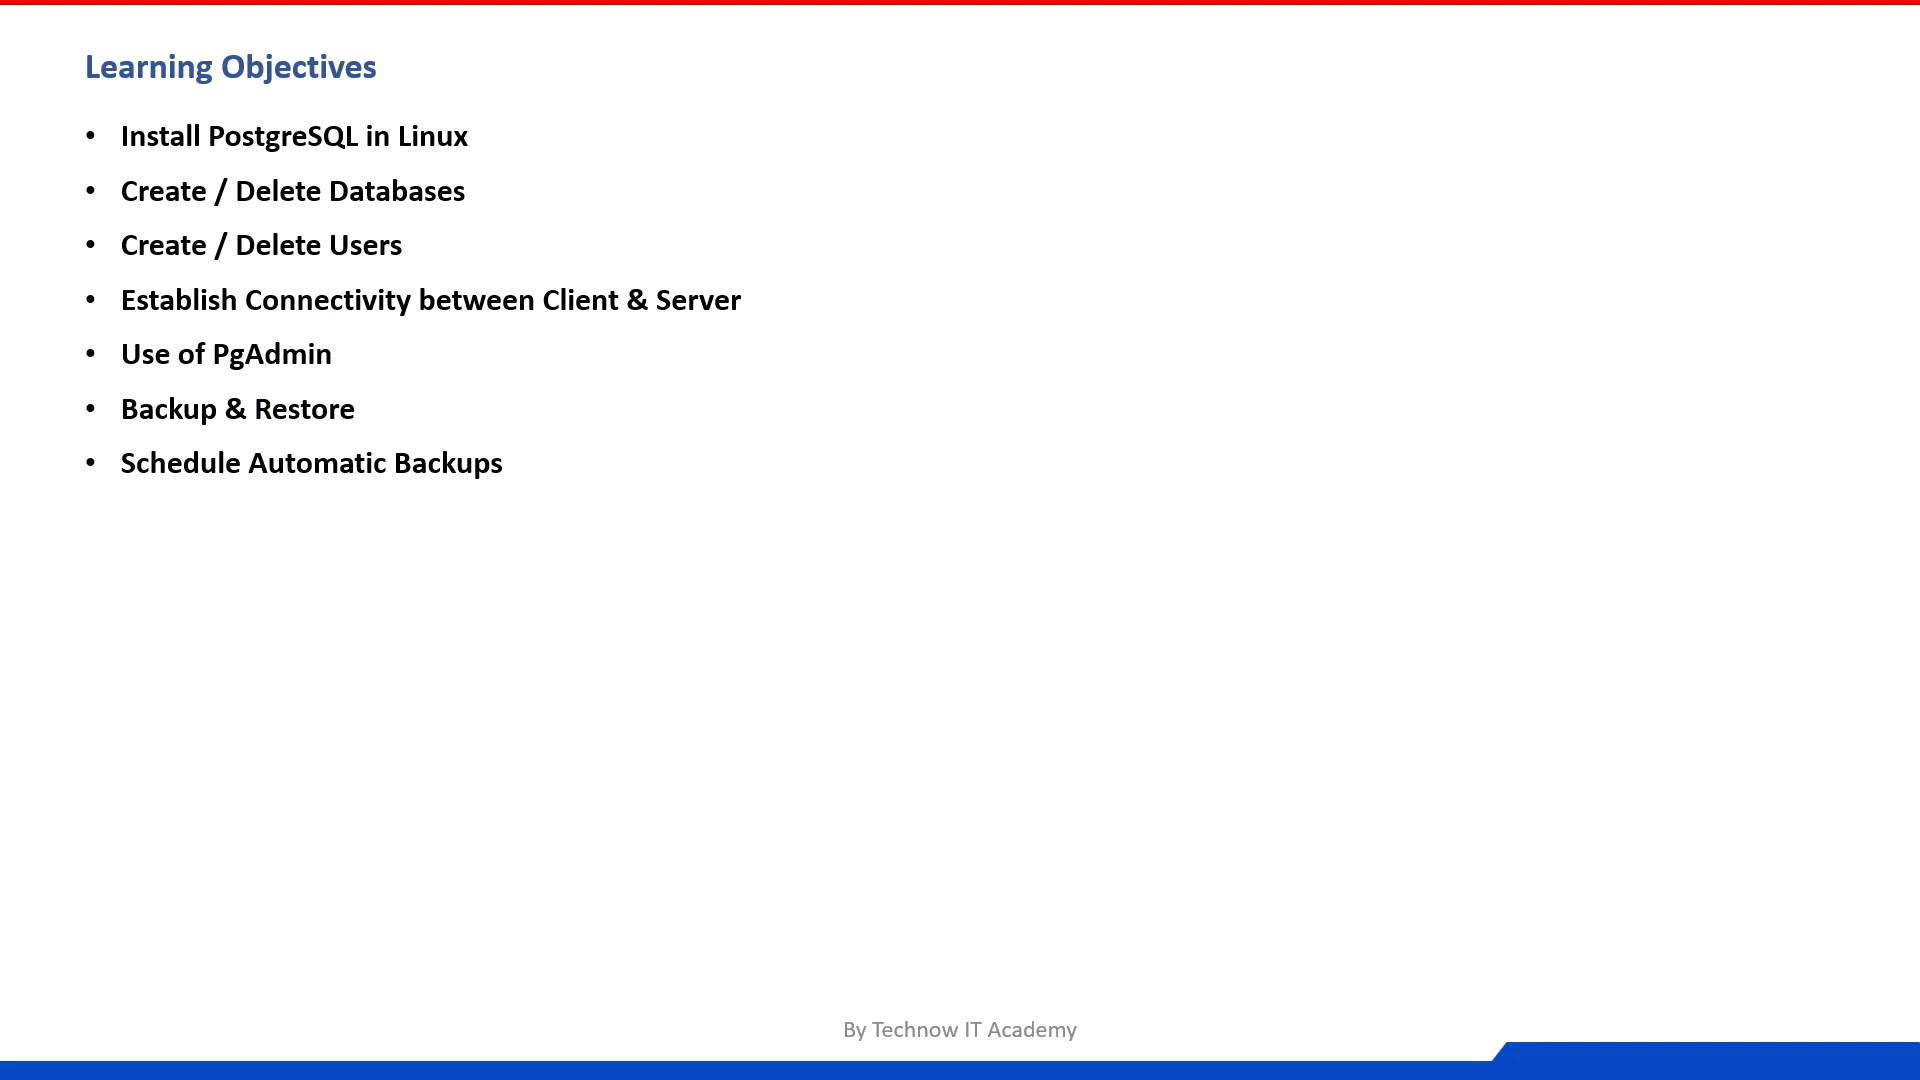 Learning Objectives
• Install PostgreSQL in Linux
• Create / Delete Databases
• Create / Delete Users
• Establish Connectivity between Client & Server
• Use of PgAdmin
• Backup & Restore
• Schedule Automatic Backups
By Technow IT Academy